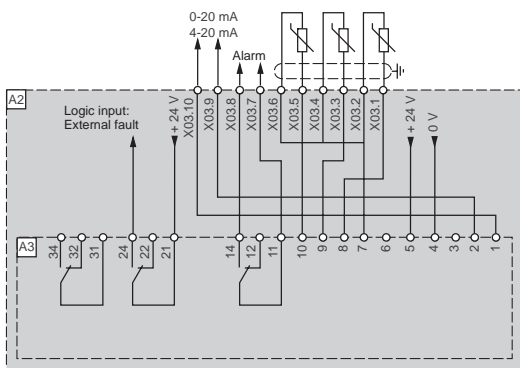 0-20 mA
4-20 mA
Alarm
A2
Logic input:
External fault
+ 24 V
X03.10
X03.9
X03.8
X03.7
X03.6
X03.5
X03.4
X03.3
X03.2
X03.1
+ 24 V
0 V
A3
34
32
31
24
22
21
14
12
11
10
9
8
7
6
5
4
3
2
1